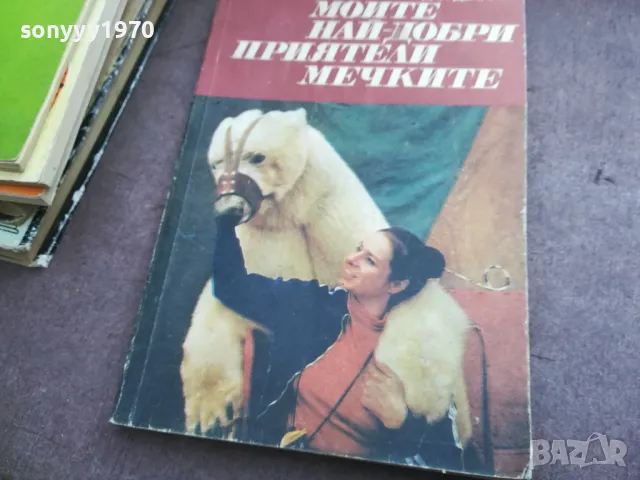 sonyyy1970
МОИТЕ
НАЙ-ДОБРИ
ПРИЯТЕЛИ
МЕЧКИТЕ
BAZAR